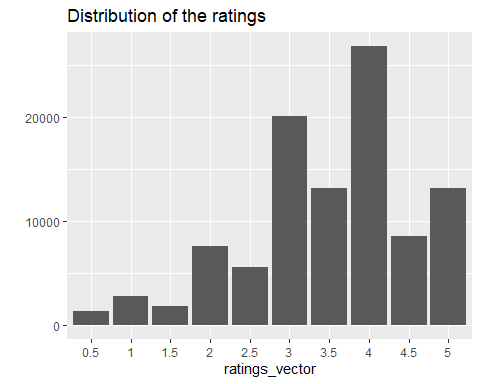 Distribution of the ratings
20000
10000
0
0.5 1 1.5 2 2.5 3 3.5 4 4.5 5
ratings_vector